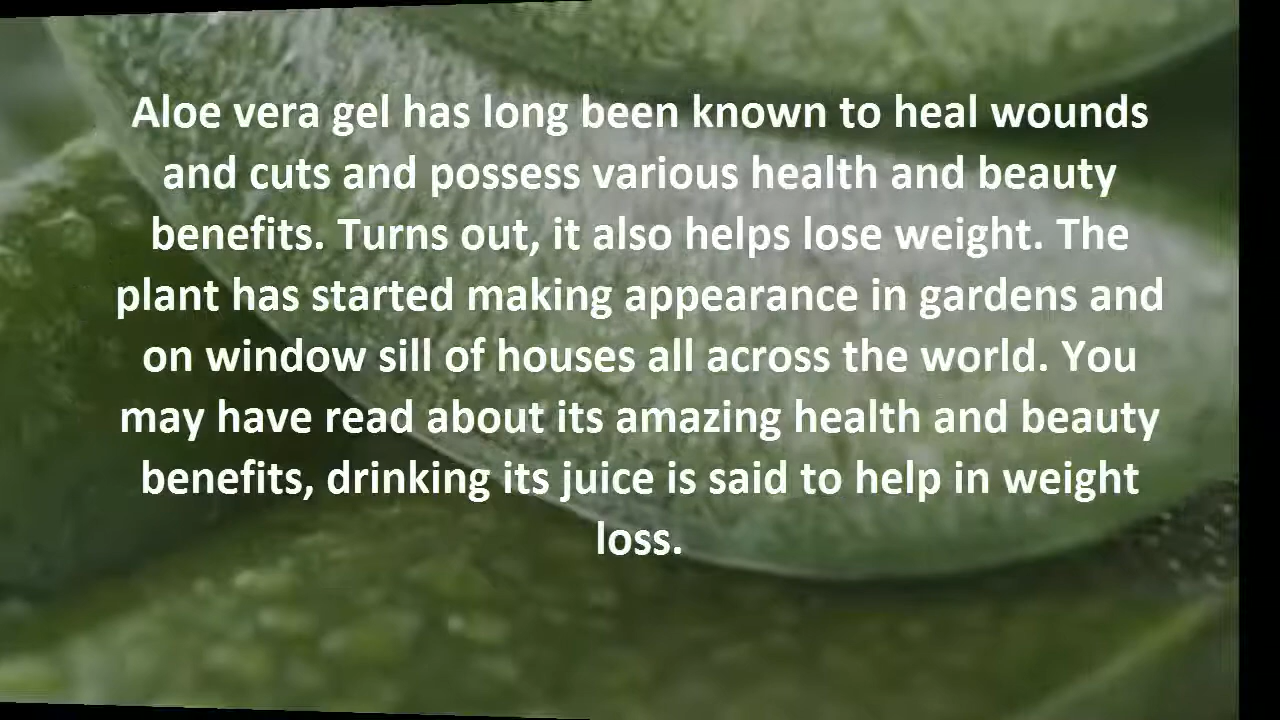 Aloe vera gel has long been known to heal wounds
and cuts and possess various health and beauty
benefits. Turns out, it also helps lose weight. The
plant has started making appearance in gardens and
on window sill of houses all across the world. You
may have read about its amazing health and beauty
benefits, drinking its juice is said to help in weight
loss.